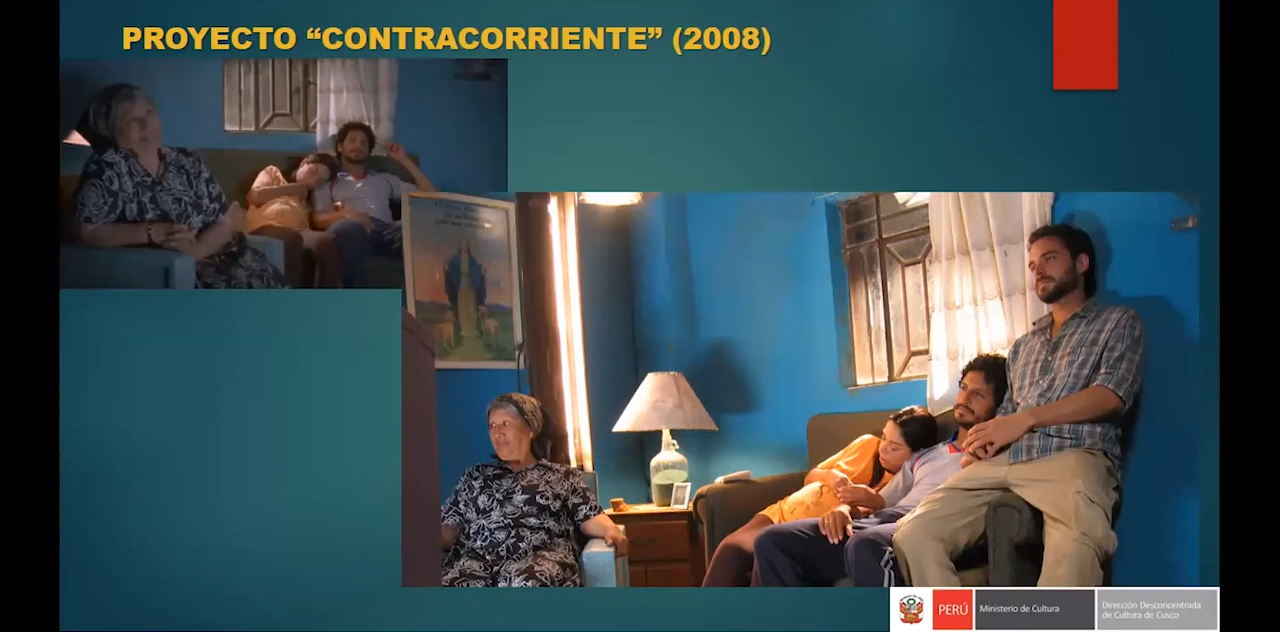 PROYECTO “CONTRACORRIENTE” (2008)
PERÚ
Ministerio de Cultura
Dirección Desconcentrada
de Cultura de Cusco